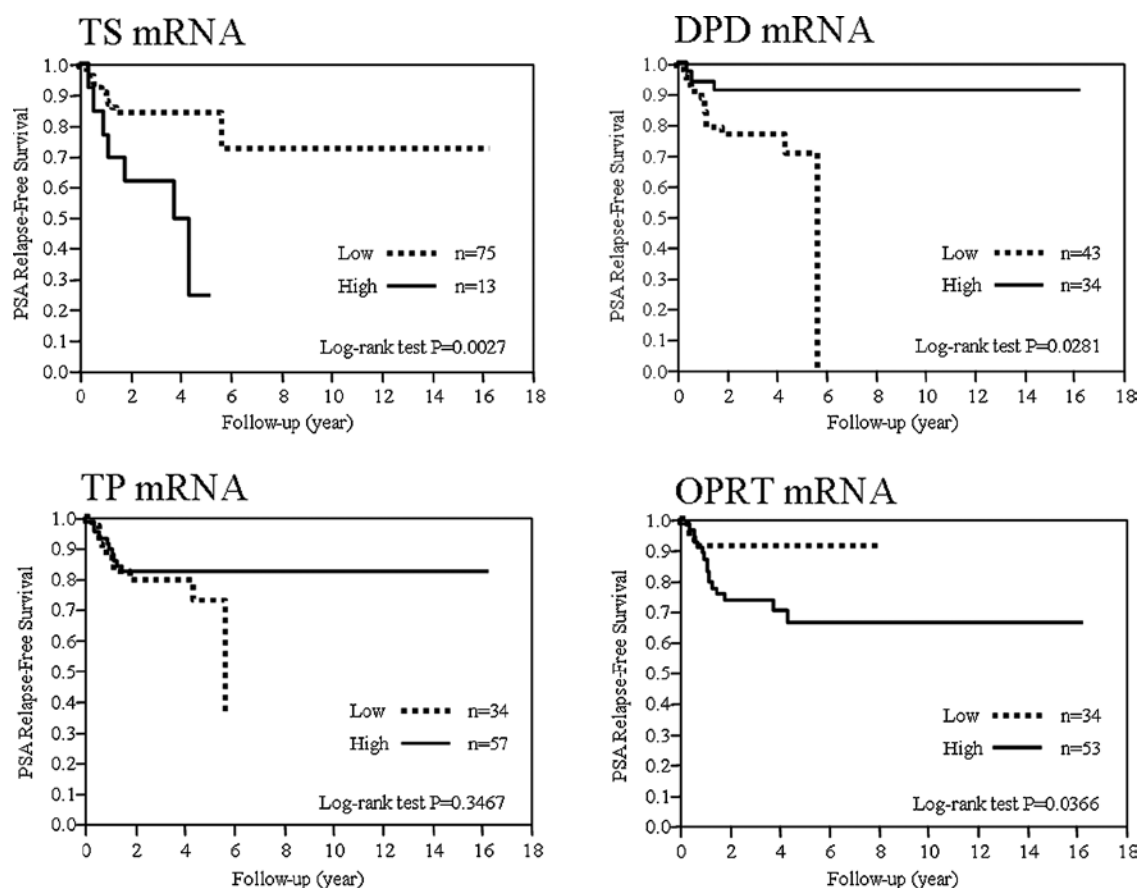 TS mRNA
1.0
0.9
0.8
0.7
0.6
0.5
0.4
0.3
0.2
0.1
0.0
PSA Relapse-Free Survival
Low n=75
High n=13
Log-rank test P=0.0027
0 2 4 6 8 10 12 14 16 18
Follow-up (year)
DPD mRNA
1.0
0.9
0.8
0.7
0.6
0.5
0.4
0.3
0.2
0.1
0.0
PSA Relapse-Free Survival
Low n=43
High n=34
Log-rank test P=0.0281
0 2 4 6 8 10 12 14 16 18
Follow-up (year)
TP mRNA
1.0
0.9
0.8
0.7
0.6
0.5
0.4
0.3
0.2
0.1
0.0
PSA Relapse-Free Survival
Low n=34
High n=57
Log-rank test P=0.3467
0 2 4 6 8 10 12 14 16 18
Follow-up (year)
OPRT mRNA
1.0
0.9
0.8
0.7
0.6
0.5
0.4
0.3
0.2
0.1
0.0
PSA Relapse-Free Survival
Low n=34
High n=53
Log-rank test P=0.0366
0 2 4 6 8 10 12 14 16 18
Follow-up (year)